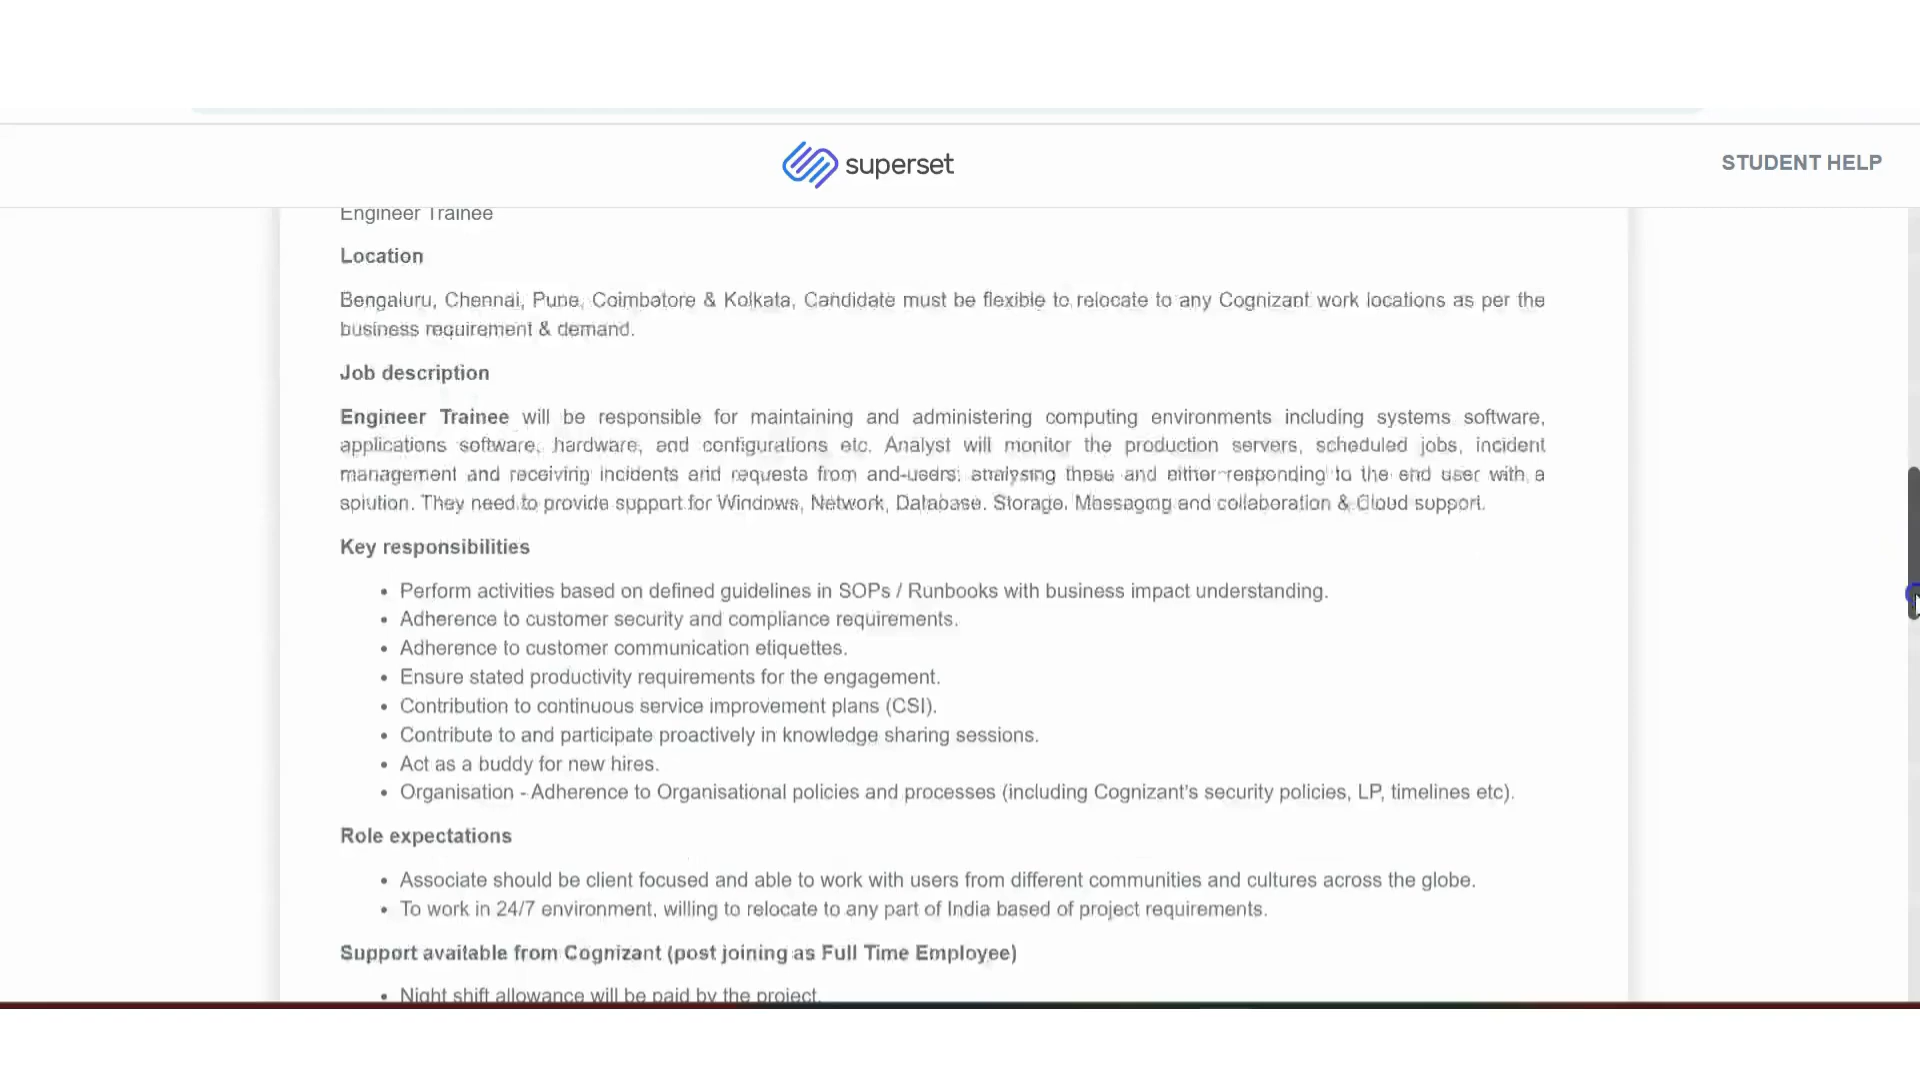 superset
STUDENT HELP
Engineer Trainee
Location
Bengaluru, Chennai, Pune, Coimbatore & Kolkata, Candidate must be flexible to relocate to any Cognizant work locations as per the
business requirement & demand.
Job description
Engineer Trainee will be responsible for maintaining and administering computing environments including systems software,
applications software, hardware, and configurations etc. Analyst will monitor the production servers, scheduled jobs, incident
management and receiving incidents and requests from end-users: analysing these and either responding to the end user with a
solution. They need to provide support for Windows, Network, Database, Storage, Messaging and collaboration & Cloud support.
Key responsibilities
• Perform activities based on defined guidelines in SOPs / Runbooks with business impact understanding.
• Adherence to customer security and compliance requirements.
• Adherence to customer communication etiquettes.
• Ensure stated productivity requirements for the engagement.
• Contribution to continuous service improvement plans (CSI).
• Contribute to and participate proactively in knowledge sharing sessions.
• Act as a buddy for new hires.
• Organisation - Adherence to Organisational policies and processes (including Cognizant's security policies, LP, timelines etc).
Role expectations
• Associate should be client focused and able to work with users from different communities and cultures across the globe.
• To work in 24/7 environment, willing to relocate to any part of India based of project requirements.
Support available from Cognizant (post joining as Full Time Employee)
• Night shift allowance will be paid by the project.